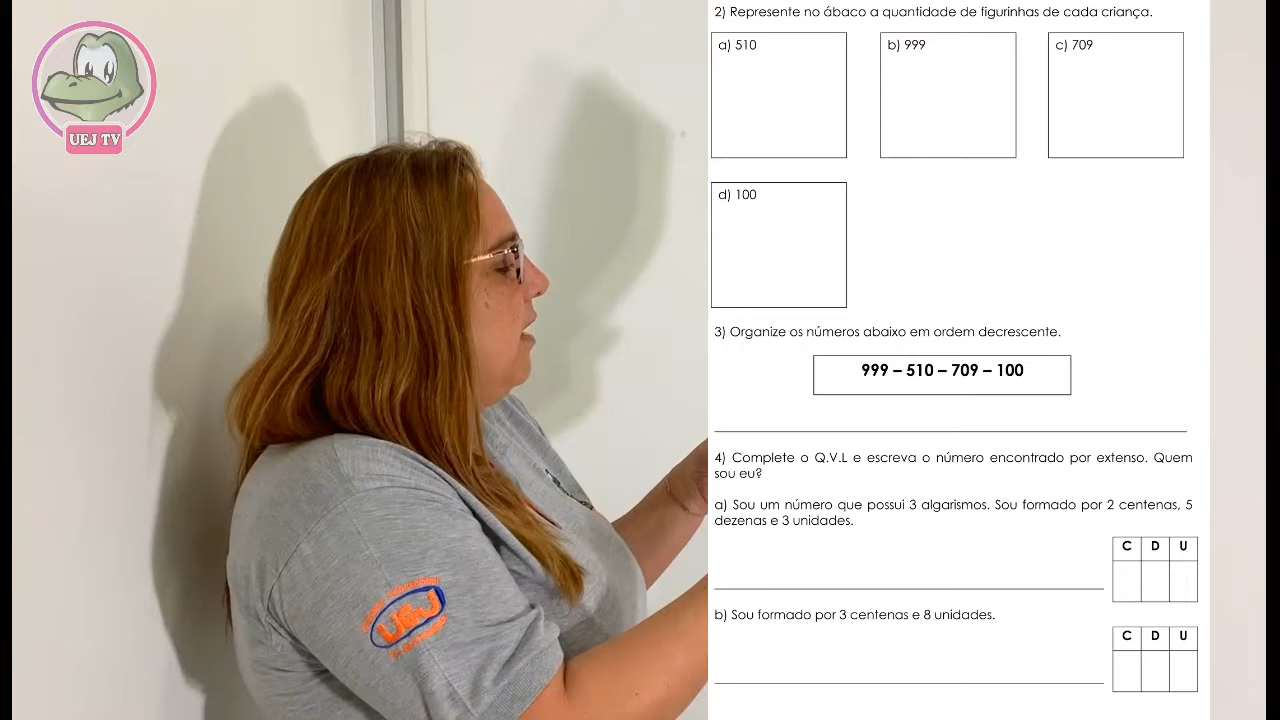 UEJ TV
UEJ
2) Represente no ábaco a quantidade de figurinhas de cada criança.
a) 510
b) 999
c) 709
d) 100
3) Organize os números abaixo em ordem decrescente.
999 – 510 – 709 – 100
4) Complete o Q.V.L e escreva o número encontrado por extenso. Quem
sou eu?
a) Sou um número que possui 3 algarismos. Sou formado por 2 centenas, 5
dezenas e 3 unidades.
C D U
b) Sou formado por 3 centenas e 8 unidades.
C D U